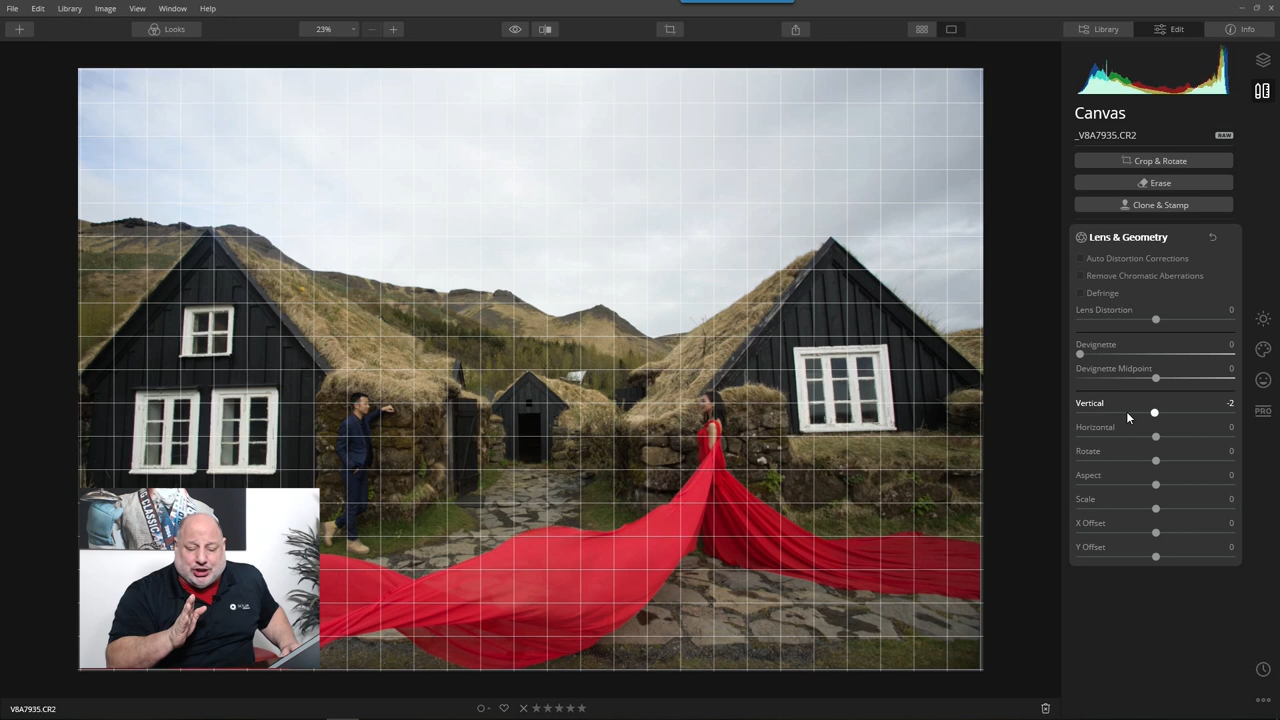 File Edit Library Image View Window Help
Looks 23% Library Edit Info
Canvas
_V8A7935.CR2 RAW
Crop & Rotate
Erase
Clone & Stamp
Lens & Geometry
Auto Distortion Corrections
Remove Chromatic Aberrations
Defringe
Lens Distortion 0
Devignette 0
Devignette Midpoint 0
Vertical -2
Horizontal 0
PRO
Rotate 0
Aspect 0
Scale 0
X Offset 0
Y Offset 0
V8A7935.CR2